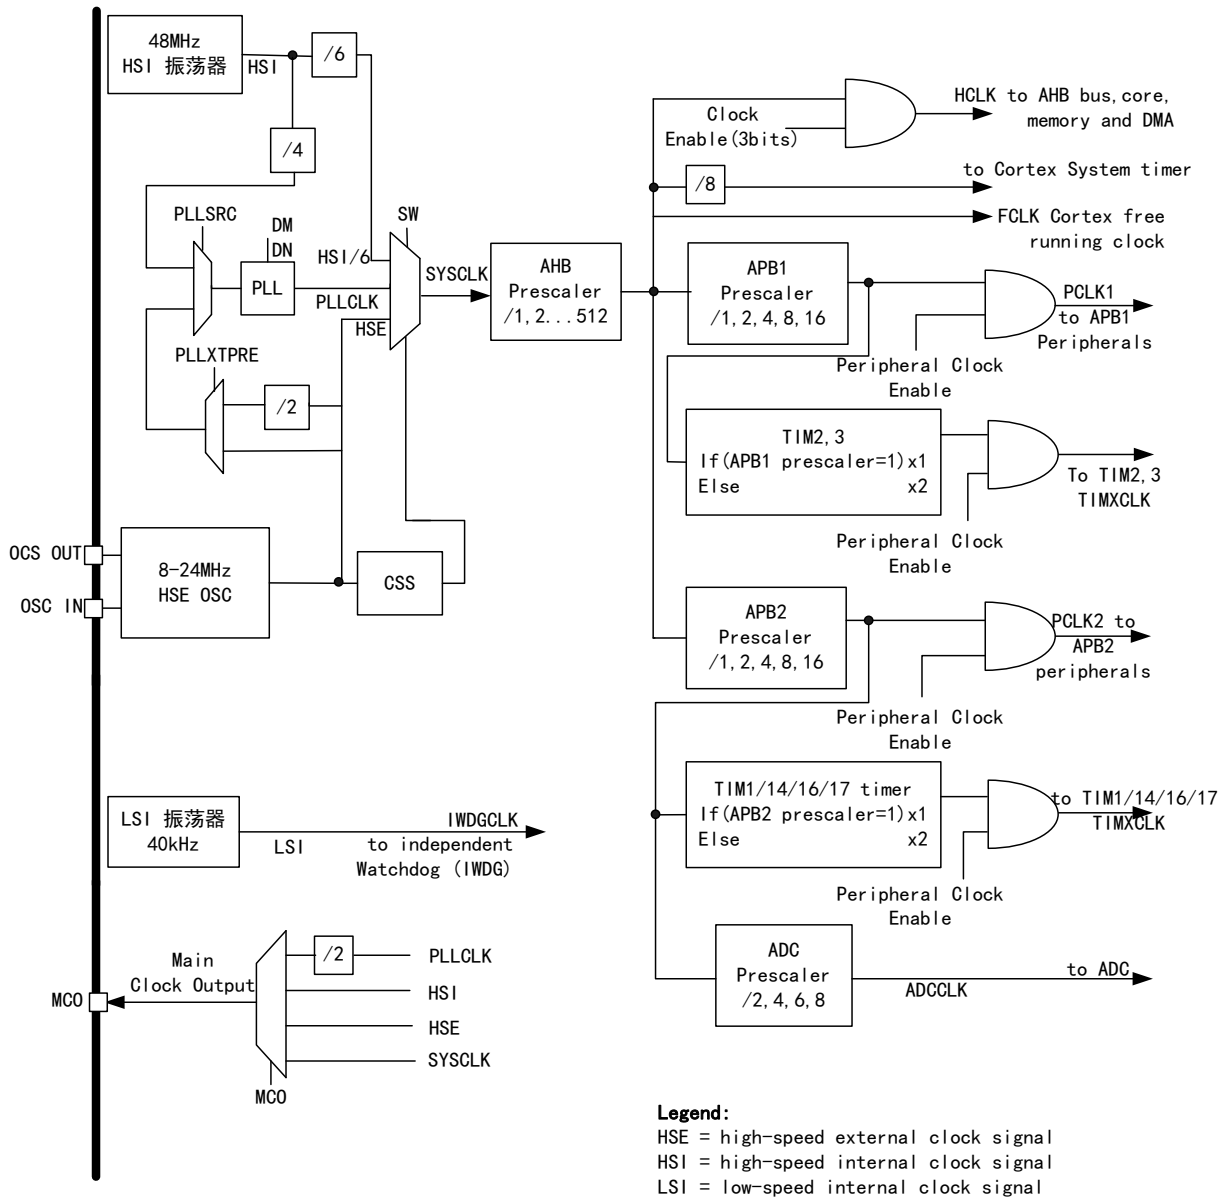 48MHz
HSI 振荡器
HSI
/6
/4
PLLSRC
DM
DN
PLL
SW
HSI/6
PLLCLK
HSE
SYSCLK
PLLXTPRE
/2
OCS OUT
OSC IN
8-24MHz
HSE OSC
CSS
AHB
Prescaler
/1,2...512
Clock
Enable(3bits)
HCLK to AHB bus,core,
memory and DMA
/8
to Cortex System timer
FCLK Cortex free
running clock
APB1
Prescaler
/1,2,4,8,16
PCLK1
to APB1
Peripherals
Peripheral Clock
Enable
TIM2,3
If(APB1 prescaler=1)x1
Else x2
To TIM2,3
TIMXCLK
Peripheral Clock
Enable
APB2
Prescaler
/1,2,4,8,16
PCLK2 to
APB2
peripherals
Peripheral Clock
Enable
TIM1/14/16/17 timer
If(APB2 prescaler=1)x1
Else x2
to TIM1/14/16/17
TIMXCLK
Peripheral Clock
Enable
ADC
Prescaler
/2,4,6,8
ADCCLK
to ADC
LSI 振荡器
40kHz
LSI
IWDGCLK
to independent
Watchdog (IWDG)
Main
Clock Output
MCO
/2
PLLCLK
HSI
HSE
SYSCLK
MCO
Legend:
HSE = high-speed external clock signal
HSI = high-speed internal clock signal
LSI = low-speed internal clock signal